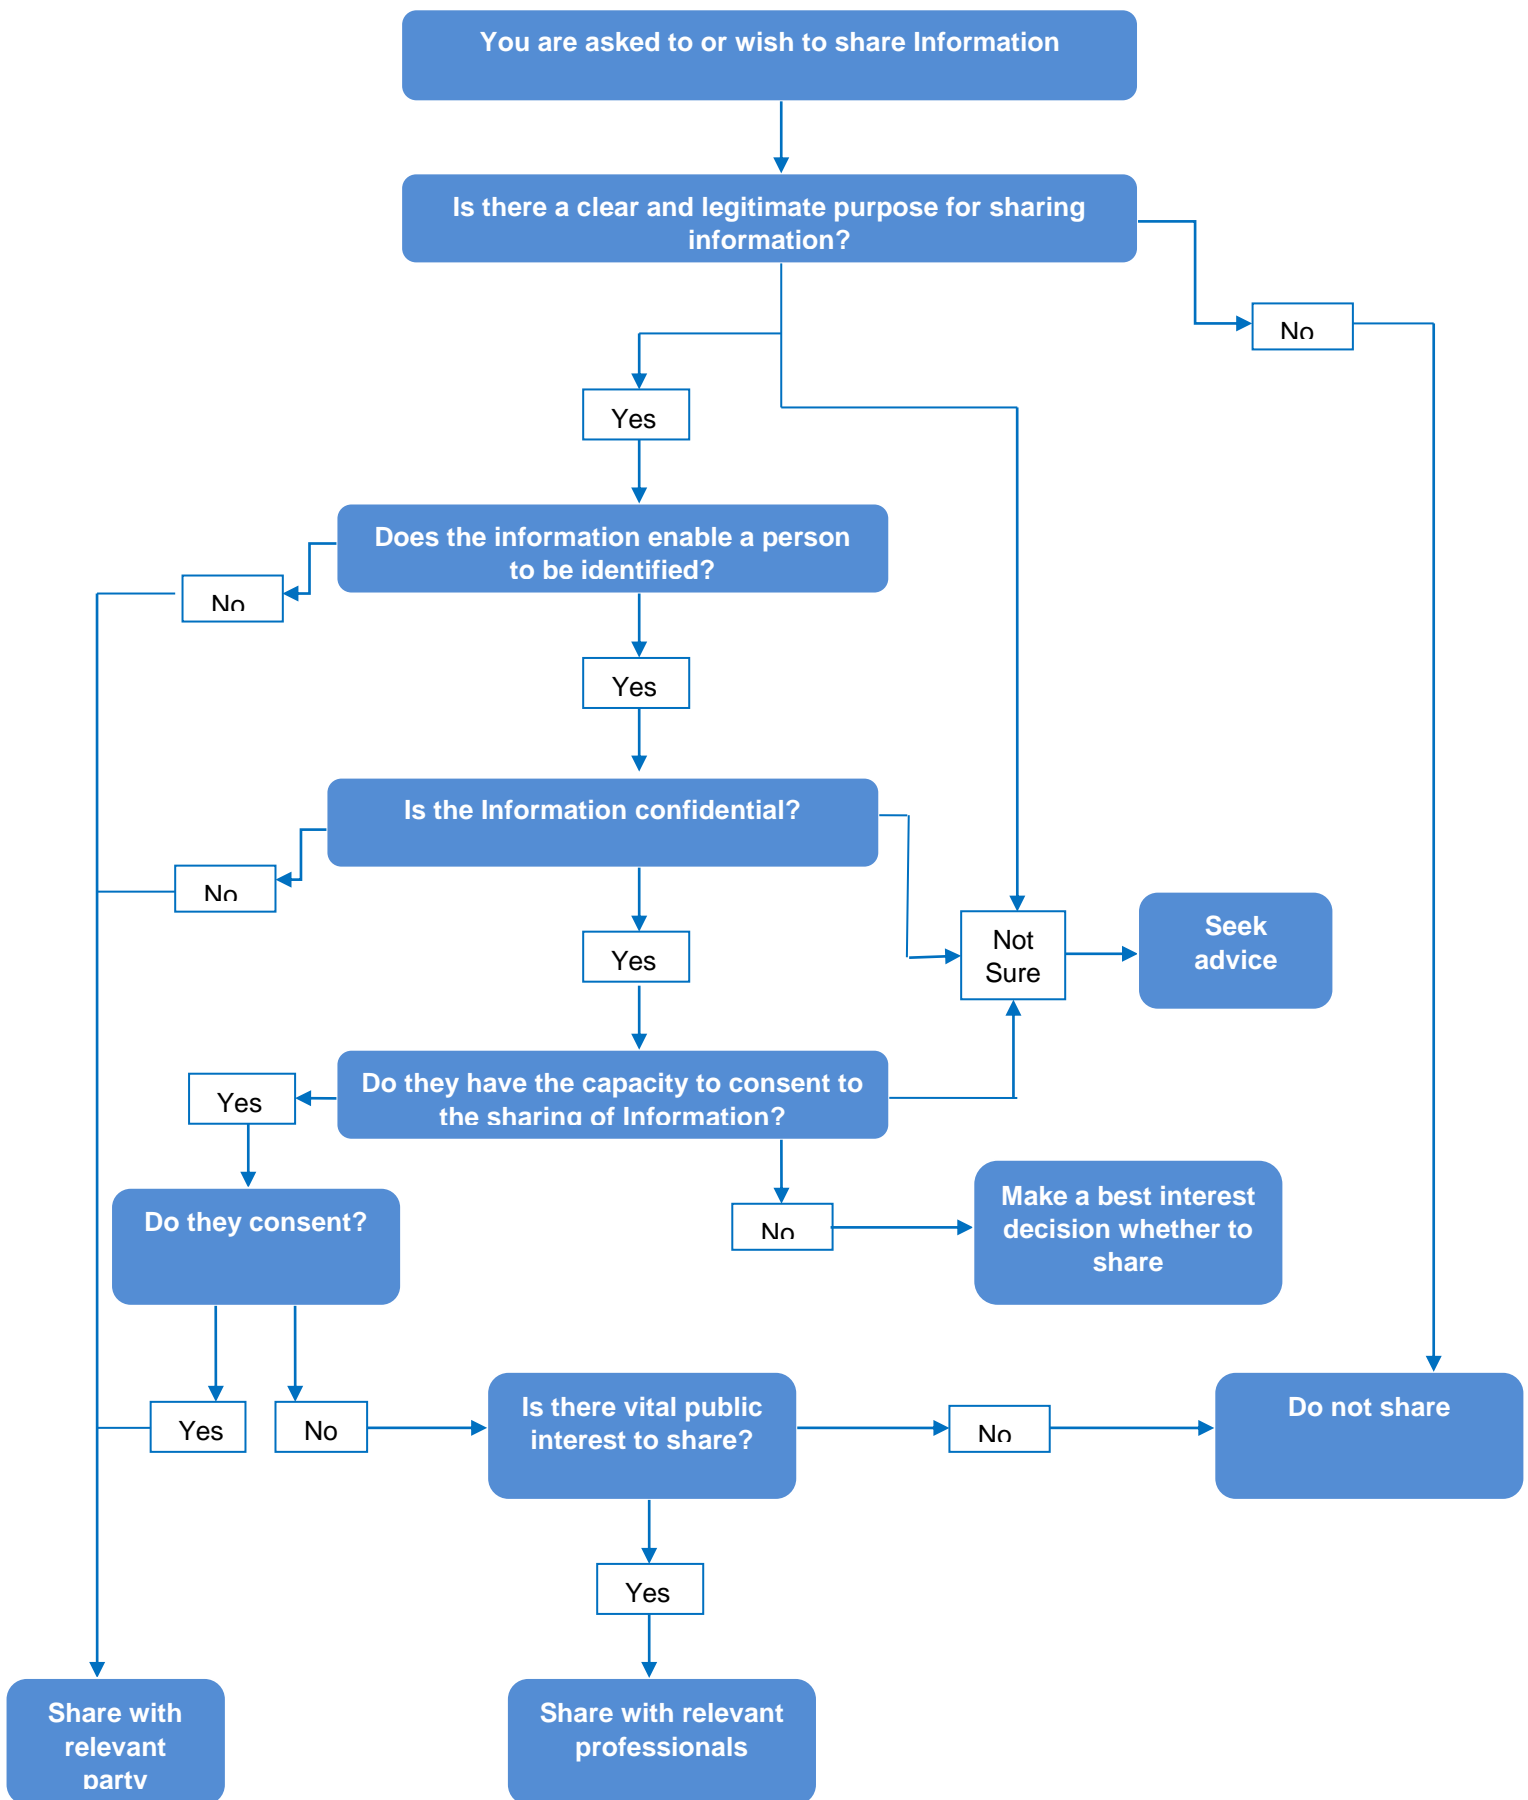 You are asked to or wish to share Information
Is there a clear and legitimate purpose for sharing
information?
No
Yes
Does the information enable a person
to be identified?
No
Yes
Is the Information confidential?
No
Yes
Not
Sure
Seek
advice
Do they have the capacity to consent to
the sharing of Information?
Yes
No
Make a best interest
decision whether to
share
Do they consent?
Yes
No
Is there vital public
interest to share?
No
Do not share
Yes
Share with
relevant
party
Share with relevant
professionals